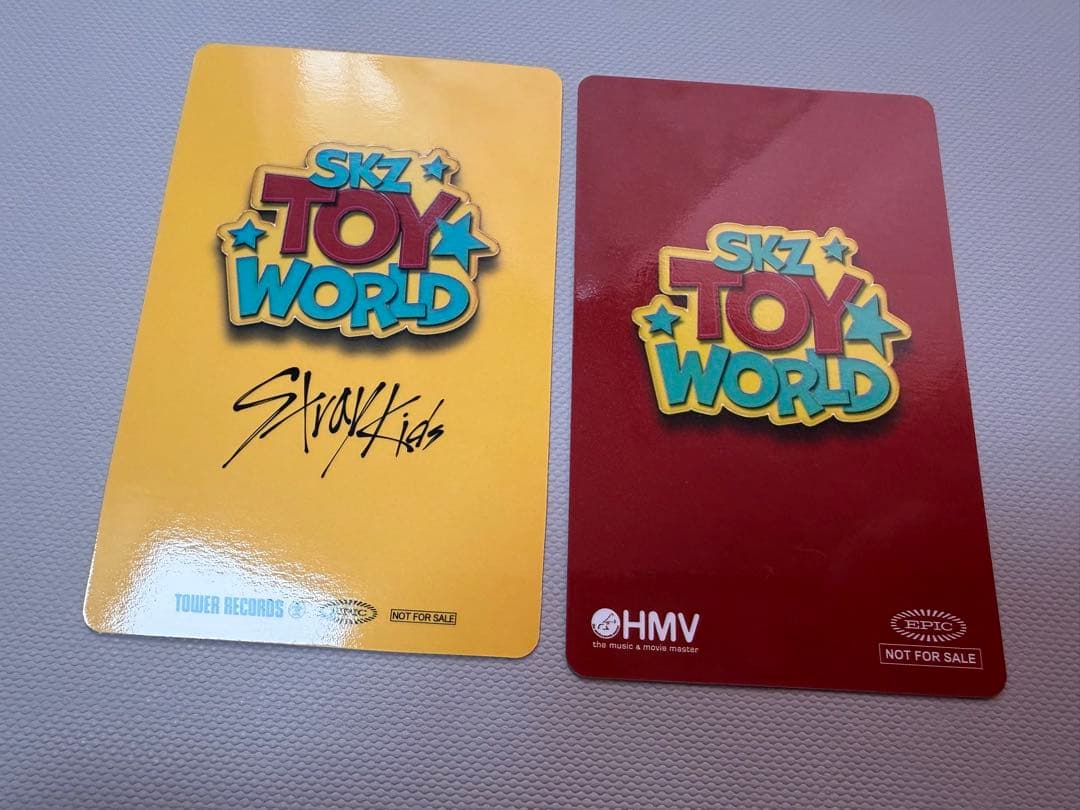 SKZ
TOY
WORLD
Stray Kids
TOWER RECORDS
EPIC
NOT FOR SALE
SKZ
TOY
WORLD
HMV
the music & movie master
EPIC
NOT FOR SALE